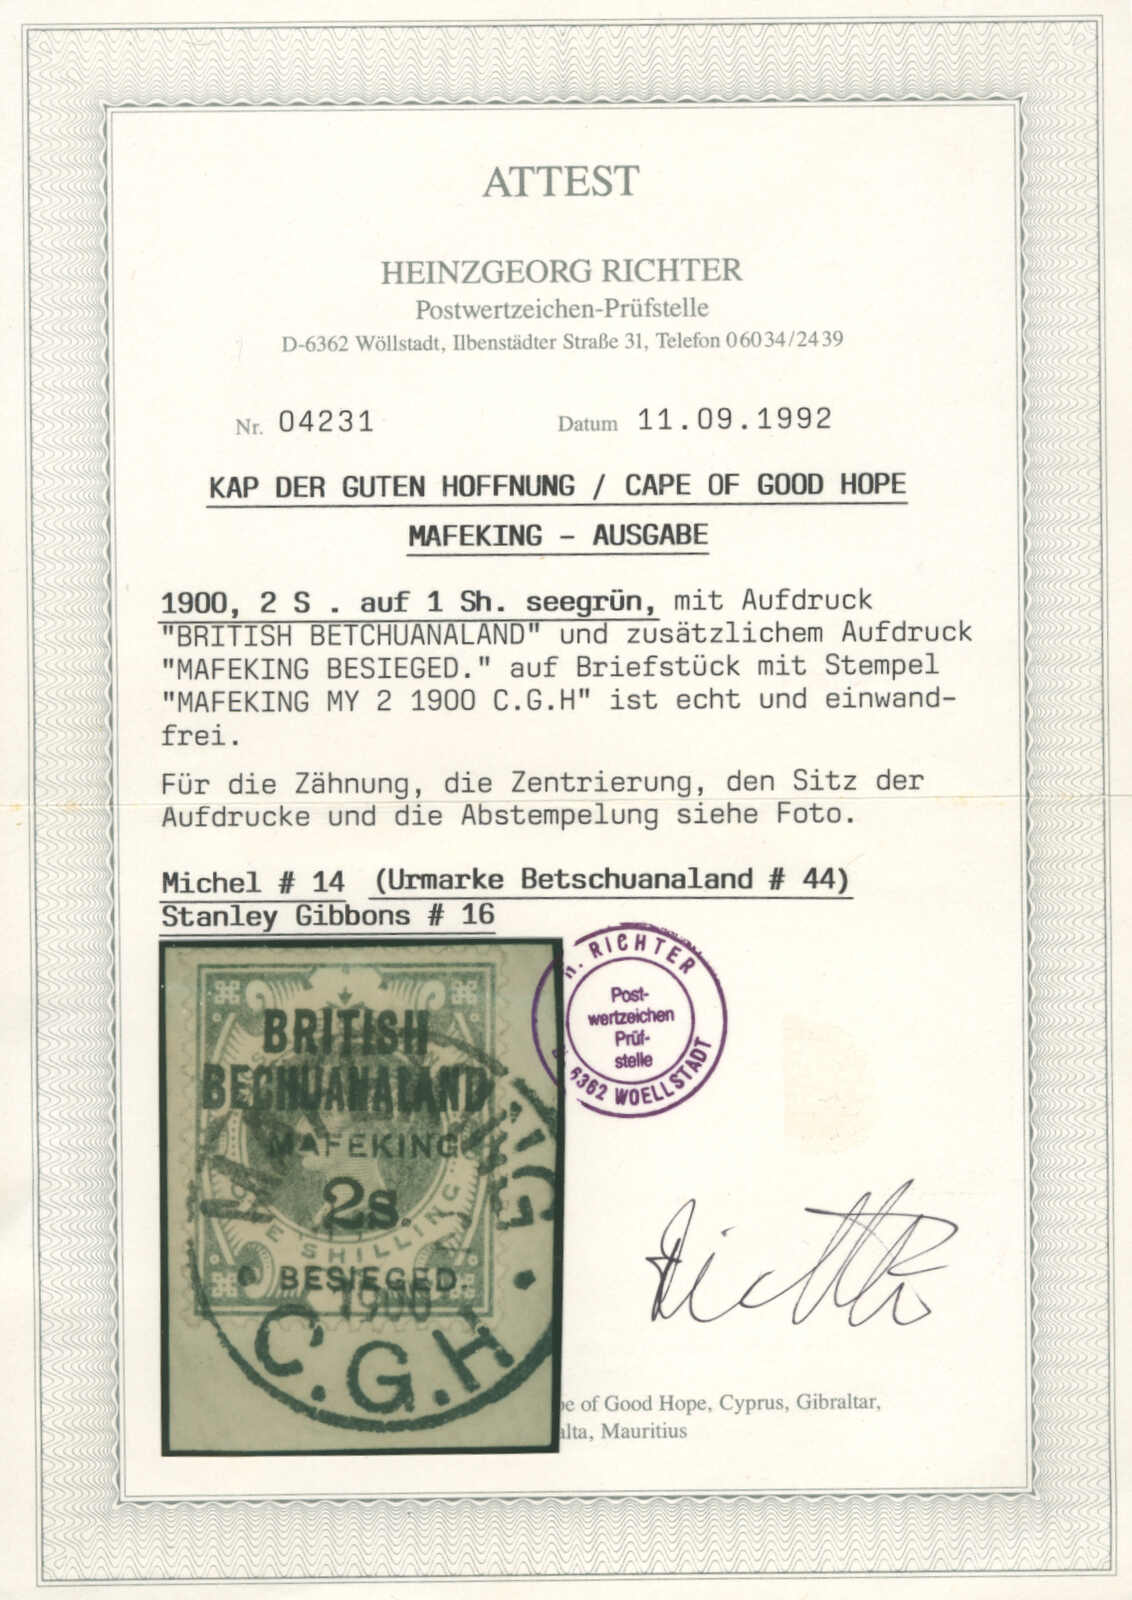 ATTEST
HEINZGEORG RICHTER
Postwertzeichen-Prüfstelle
D-6362 Wöllstadt, Ilbenstädter Straße 31, Telefon 06034/2439
Nr. 04231 Datum 11.09.1992
KAP DER GUTEN HOFFNUNG / CAPE OF GOOD HOPE
MAFEKING - AUSGABE
1900, 2 S . auf 1 Sh. seegrün, mit Aufdruck
"BRITISH BETCHUANALAND" und zusätzlichem Aufdruck
"MAFEKING BESIEGED." auf Briefstück mit Stempel
"MAFEKING MY 2 1900 C.G.H" ist echt und einwand-
frei.
Für die Zähnung, die Zentrierung, den Sitz der
Aufdrucke und die Abstempelung siehe Foto.
Michel # 14 (Urmarke Betschuanaland # 44)
Stanley Gibbons # 16
H. RICHTER
Post-
wertzeichen
Prüf-
stelle
6362 WOELLSTADT
BRITISH
BECHUANALAND
MAFEKING
2s.
ONE SHILLING
BESIEGED.
1900
C.G.H
Richter
of Good Hope, Cyprus, Gibraltar,
Mauritius